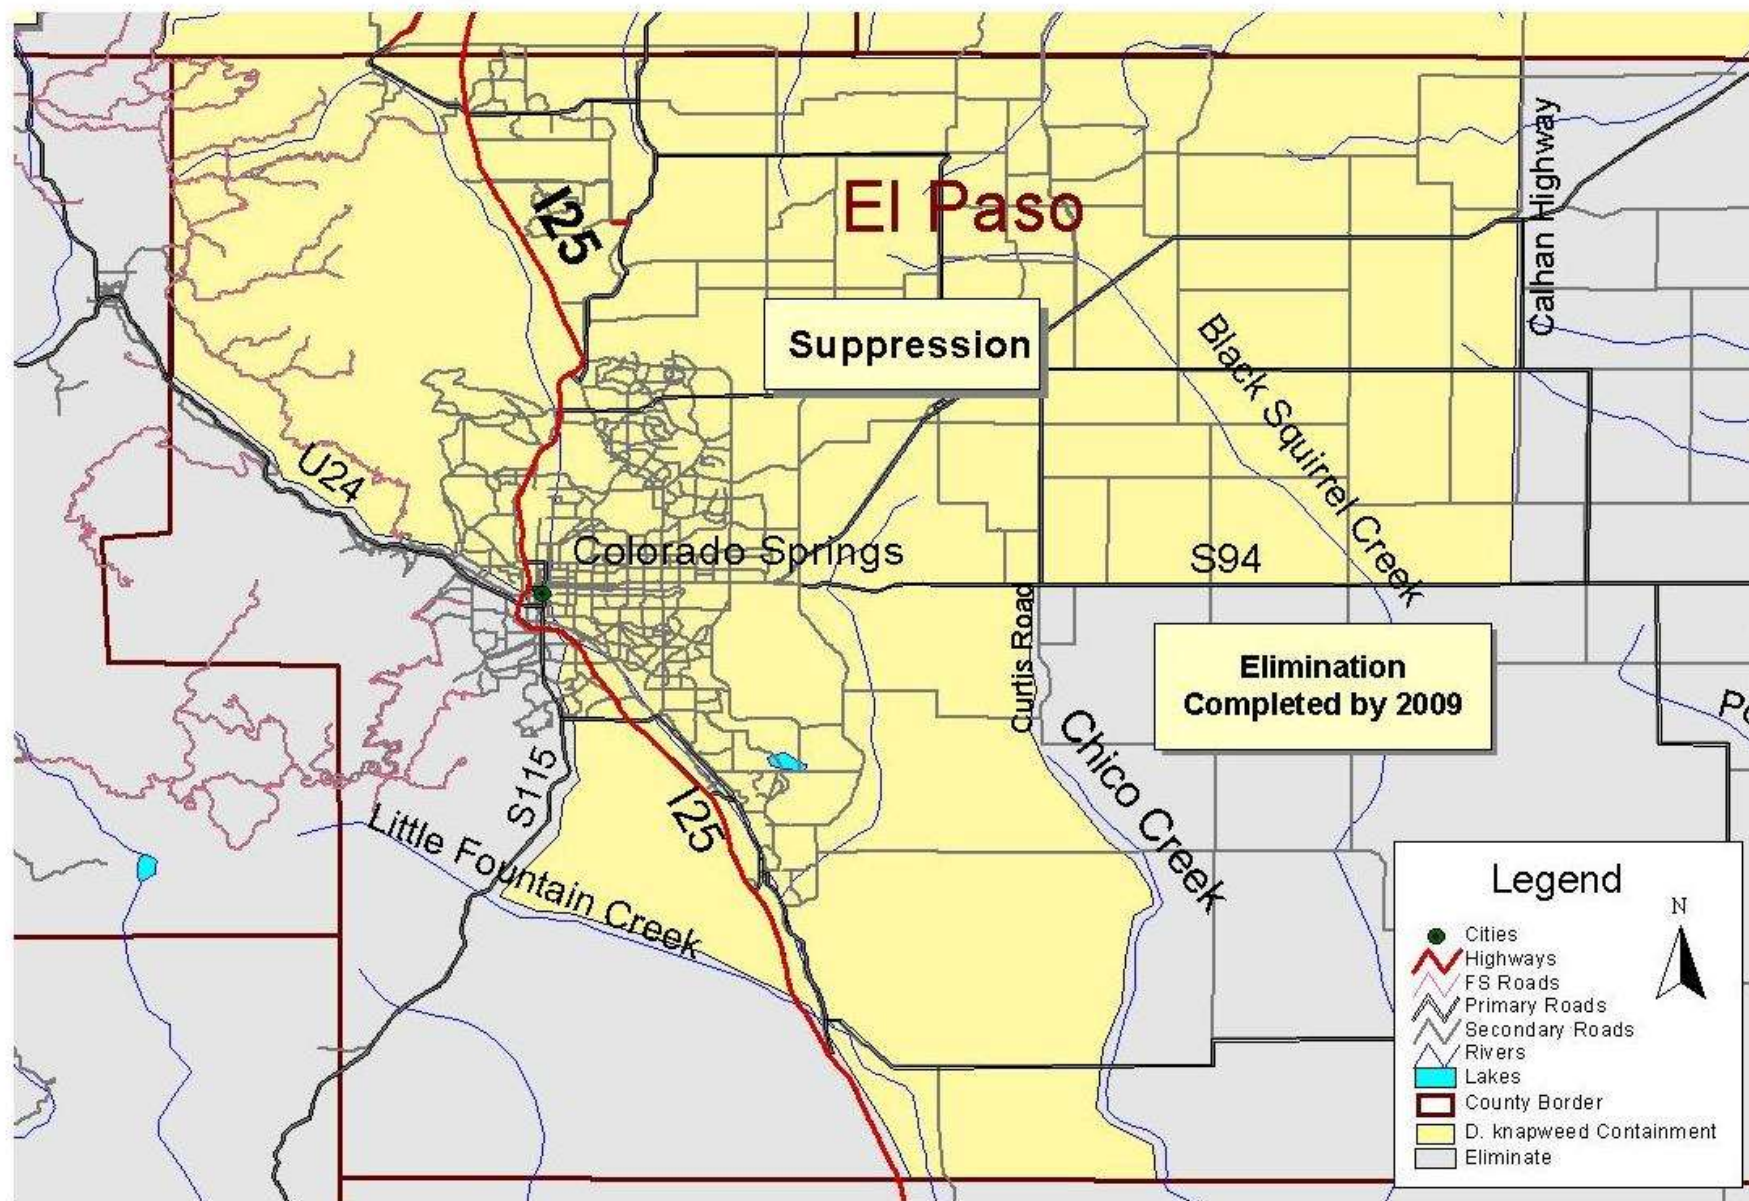 Calhan Highway
I25
El Paso
Suppression
Black Squirrel Creek
U24
Colorado Springs
S94
Curtis Road
Elimination
Completed by 2009
Chico Creek
S115
I25
Little Fountain Creek
Legend
N
Cities
Highways
FS Roads
Primary Roads
Secondary Roads
Rivers
Lakes
County Border
D. knapweed Containment
Eliminate